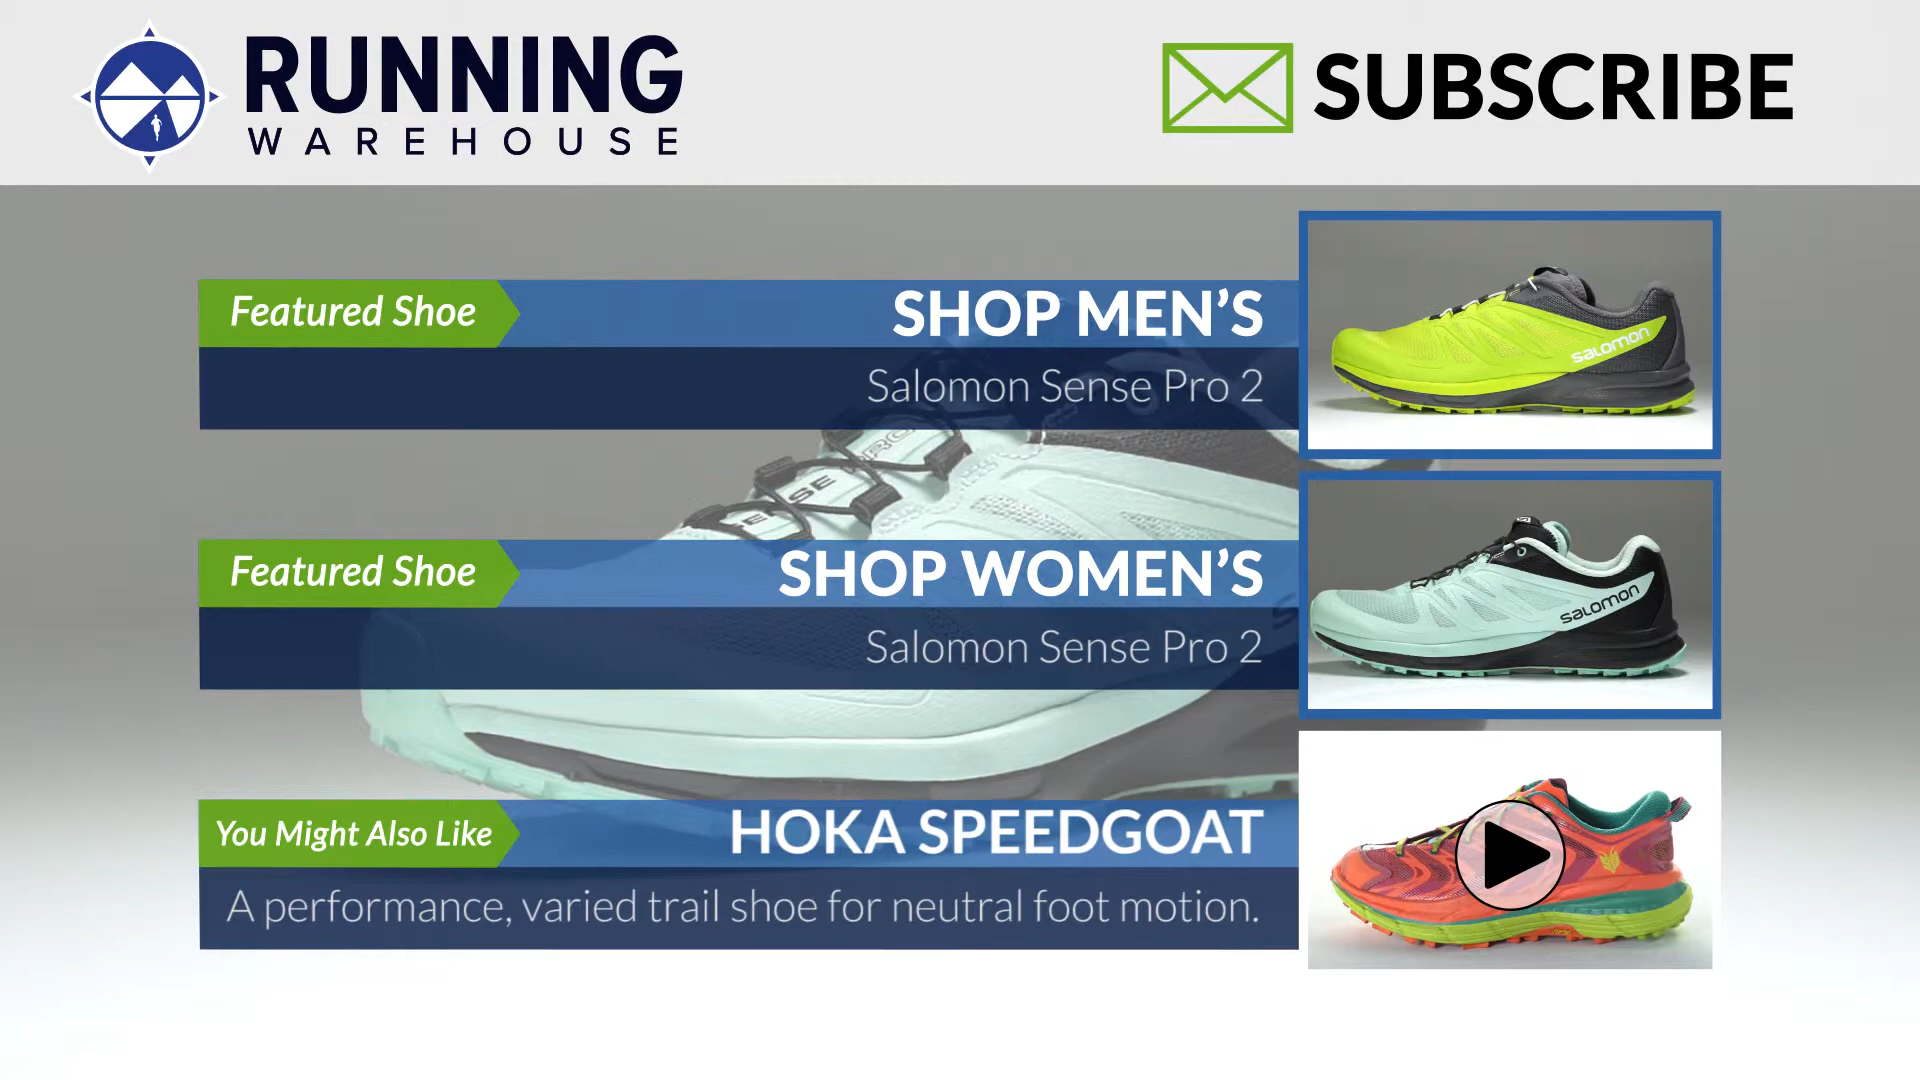 RUNNING
WAREHOUSE
SUBSCRIBE
Featured Shoe
SHOP MEN’S
Salomon Sense Pro 2
salomon
Featured Shoe
SHOP WOMEN’S
Salomon Sense Pro 2
salomon
You Might Also Like
HOKA SPEEDGOAT
A performance, varied trail shoe for neutral foot motion.